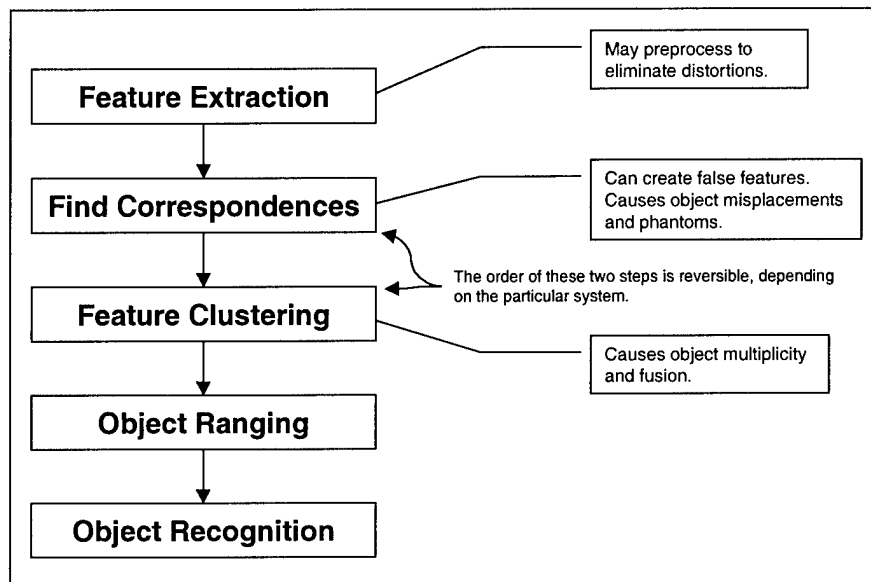 May preprocess to
eliminate distortions.
Feature Extraction
Find Correspondences
Can create false features.
Causes object misplacements
and phantoms.
The order of these two steps is reversible, depending
on the particular system.
Feature Clustering
Causes object multiplicity
and fusion.
Object Ranging
Object Recognition